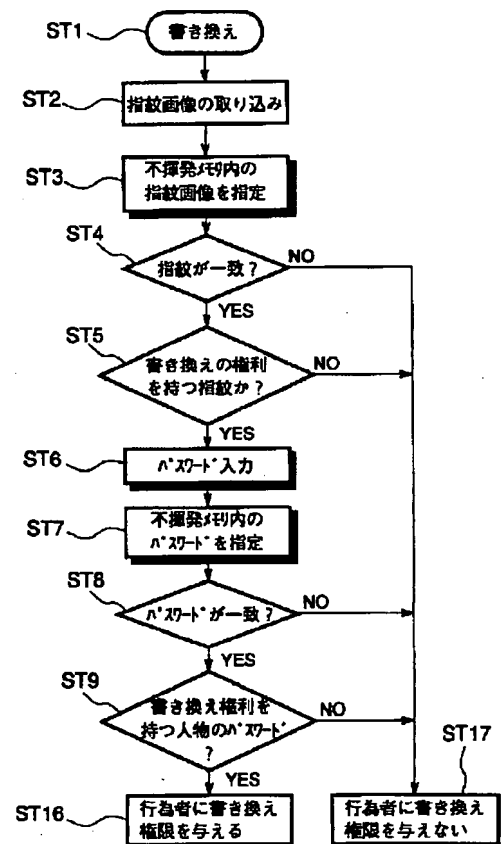 ST1
書き換え
ST2
指紋画像の取り込み
ST3
不揮発メモリ内の
指紋画像を指定
ST4
指紋が一致?
NO
YES
ST5
書き換えの権利
を持つ指紋か?
NO
YES
ST6
パスワード入力
ST7
不揮発メモリ内の
パスワードを指定
ST8
パスワードが一致?
NO
YES
ST9
書き換え権利を
持つ人物のパスワード
?
NO
YES
ST16
行為者に書き換え
権限を与える
ST17
行為者に書き換え
権限を与えない